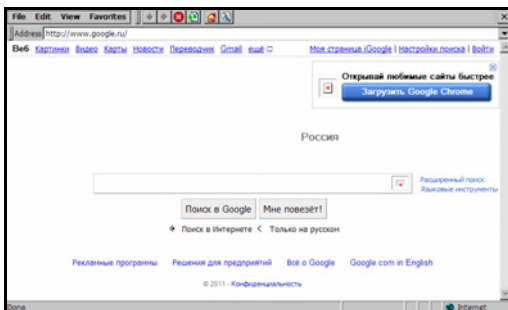 File Edit View Favorites
Address http://www.google.ru/
Веб Картинки Видео Карты Новости Переводчик Gmail ещё Моя страница iGoogle | Настройки поиска | Войти
Открывай любимые сайты быстрее
Загрузить Google Chrome
Россия
Расширенный поиск
Языковые инструменты
Поиск в Google Мне повезёт!
Поиск в Интернете Только на русском
Рекламные программы Решения для предприятий Всё о Google Google.com in English
© 2011 - Конфиденциальность
Done Internet